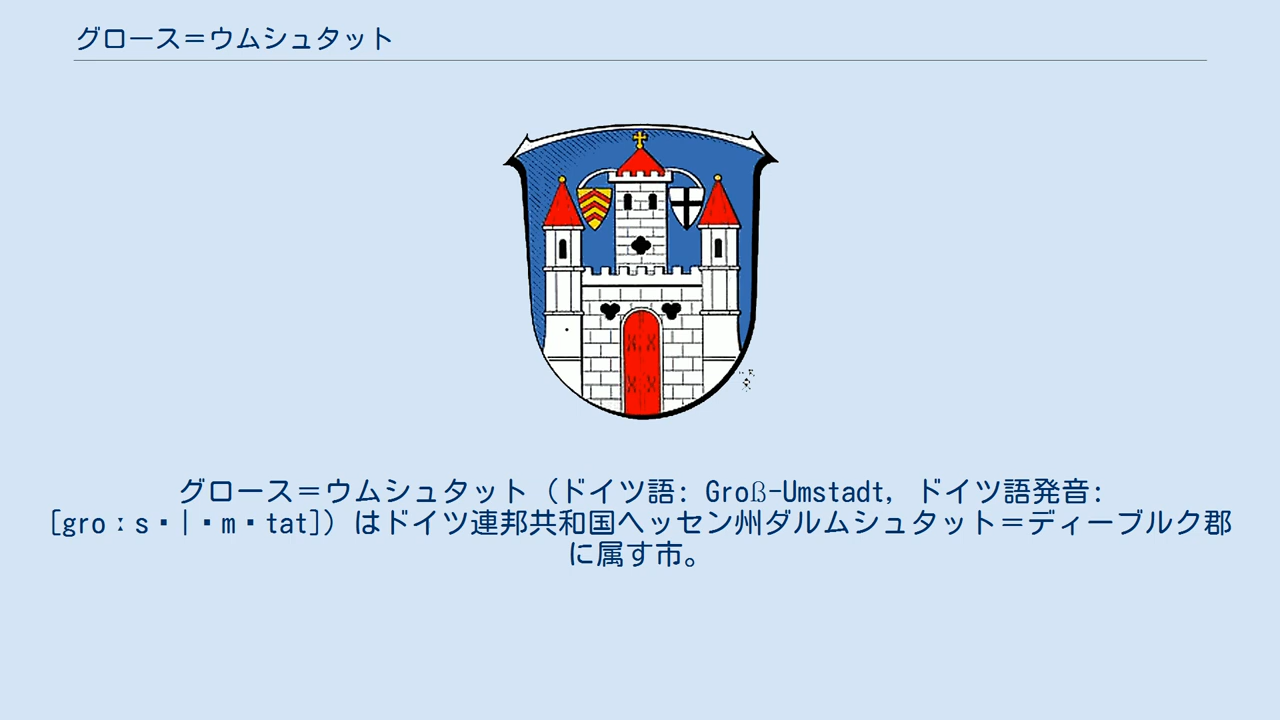 グロース＝ウムシュタット
グロース＝ウムシュタット（ドイツ語: Groß-Umstadt, ドイツ語発音:
[groːs▪|▪m▪tat]）はドイツ連邦共和国ヘッセン州ダルムシュタット＝ディーブルク郡
に属す市。